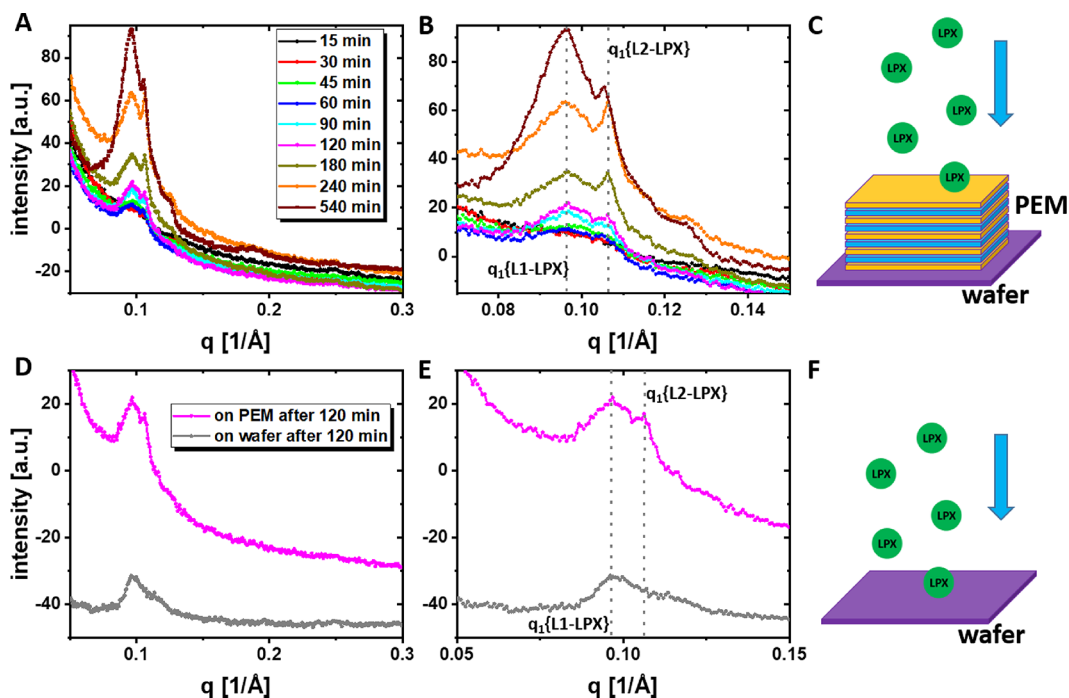 A
B
C
intensity [a.u.]
80
60
40
20
0
-20
15 min
30 min
45 min
60 min
90 min
120 min
180 min
240 min
540 min
0.1
0.2
0.3
q [1/Å]
80
60
40
20
0
q₁{L2-LPX}
q₁{L1-LPX}
0.08
0.10
0.12
0.14
q [1/Å]
LPX
LPX
LPX
LPX
LPX
PEM
wafer
D
E
F
intensity [a.u.]
20
0
-20
-40
on PEM after 120 min
on wafer after 120 min
0.1
0.2
0.3
q [1/Å]
20
0
-20
-40
q₁{L2-LPX}
q₁{L1-LPX}
0.05
0.10
0.15
q [1/Å]
LPX
LPX
LPX
LPX
LPX
wafer